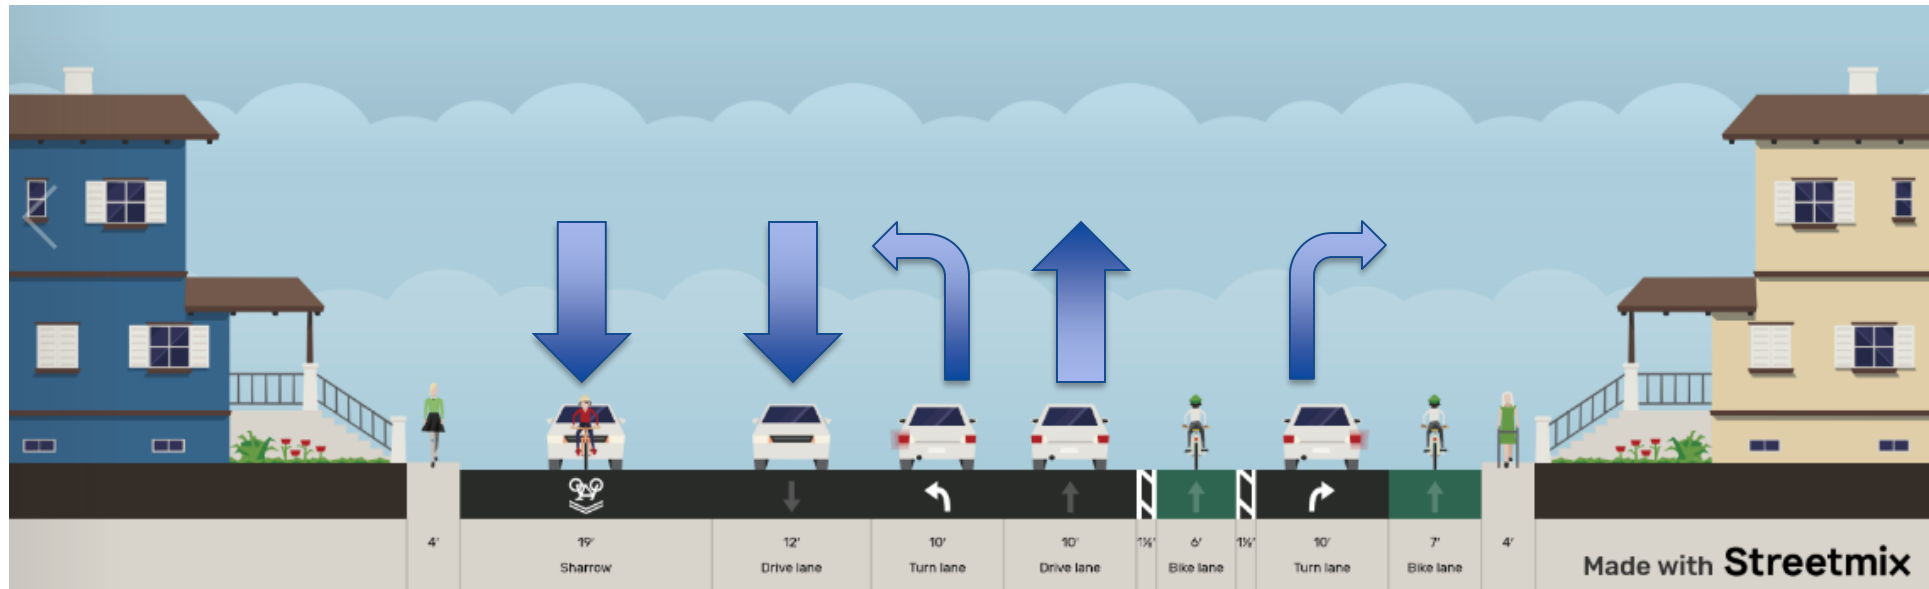 4' 19' 12' 10' 10' 1½' 6' 1½' 10' 7' 4'
Sharrow Drive lane Turn lane Drive lane Bike lane Turn lane Bike lane
Made with Streetmix